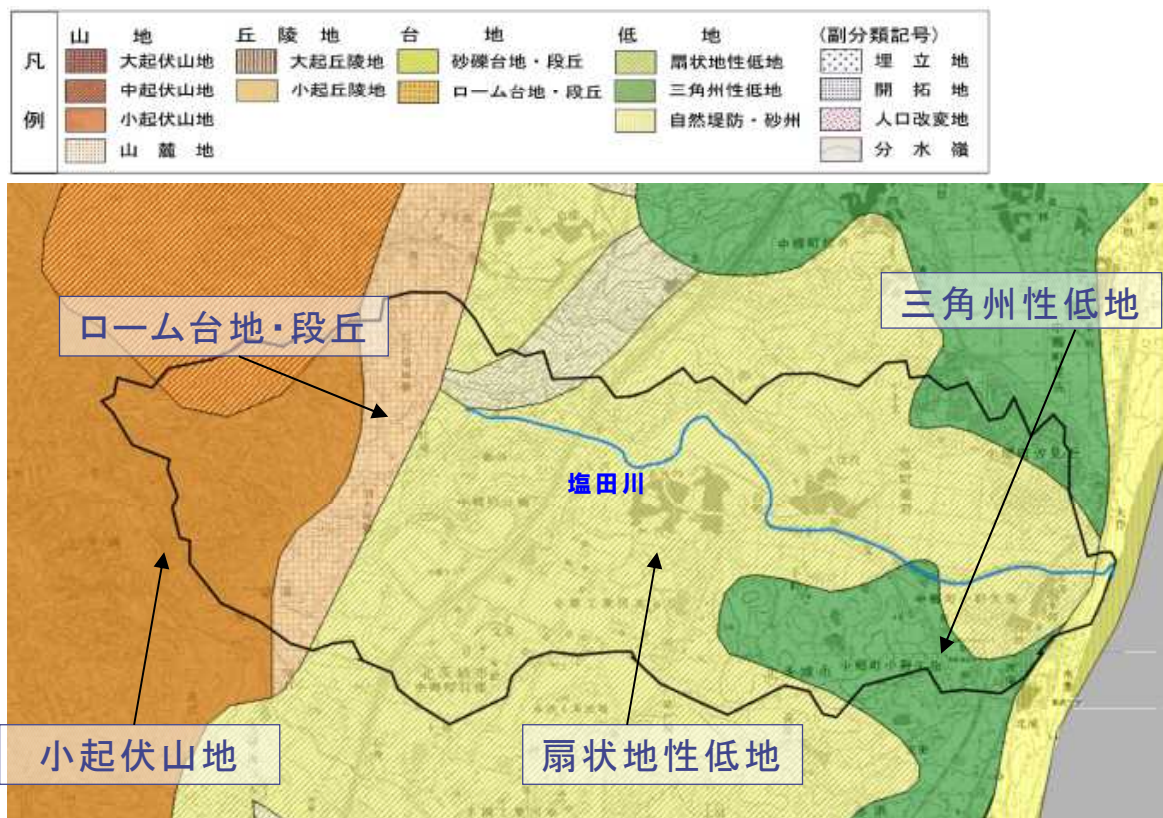 凡例
山地 丘陵地 台地 低地 (副分類記号)
大起伏山地 大起丘陵地 砂礫台地・段丘 扇状地性低地 埋立地
中起伏山地 小起丘陵地 ローム台地・段丘 三角州性低地 開拓地
小起伏山地 自然堤防・砂州 人口改変地
山麓地 分水嶺
三角州性低地
ローム台地・段丘
塩田川
小起伏山地
扇状地性低地